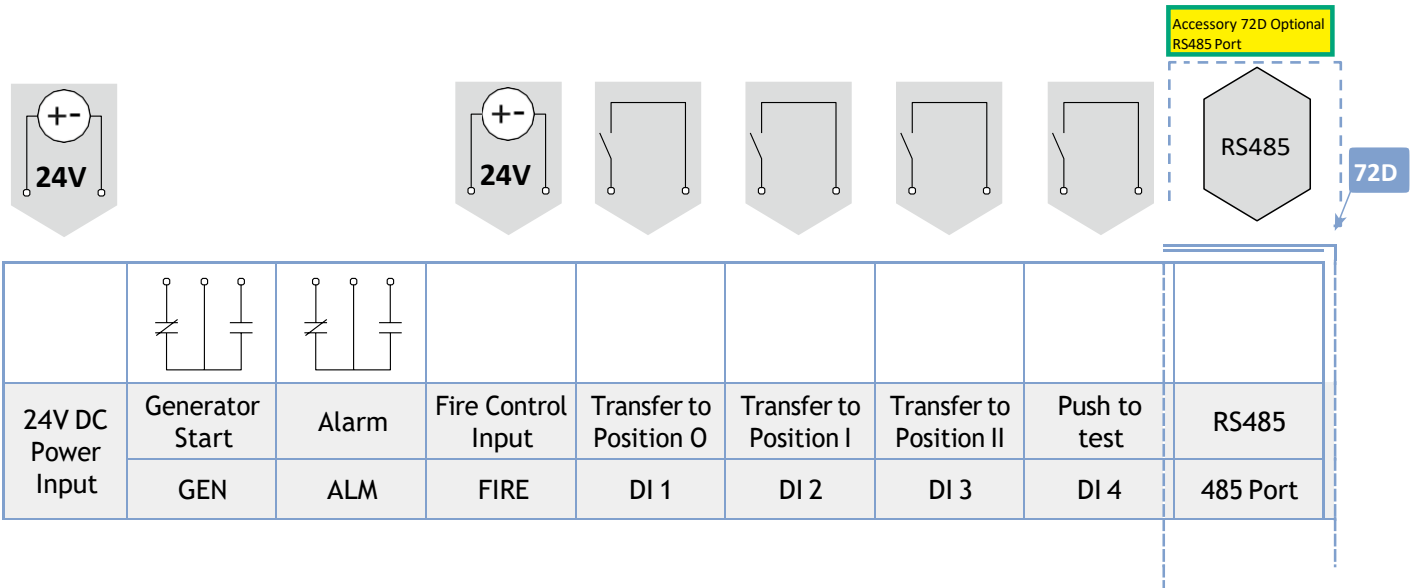 Accessory 72D Optional
RS485 Port
+-
24V
+-
24V
RS485
72D
24V DC
Power
Input
Generator
Start
Alarm
Fire Control
Input
Transfer to
Position O
Transfer to
Position I
Transfer to
Position II
Push to
test
RS485
GEN
ALM
FIRE
DI 1
DI 2
DI 3
DI 4
485 Port